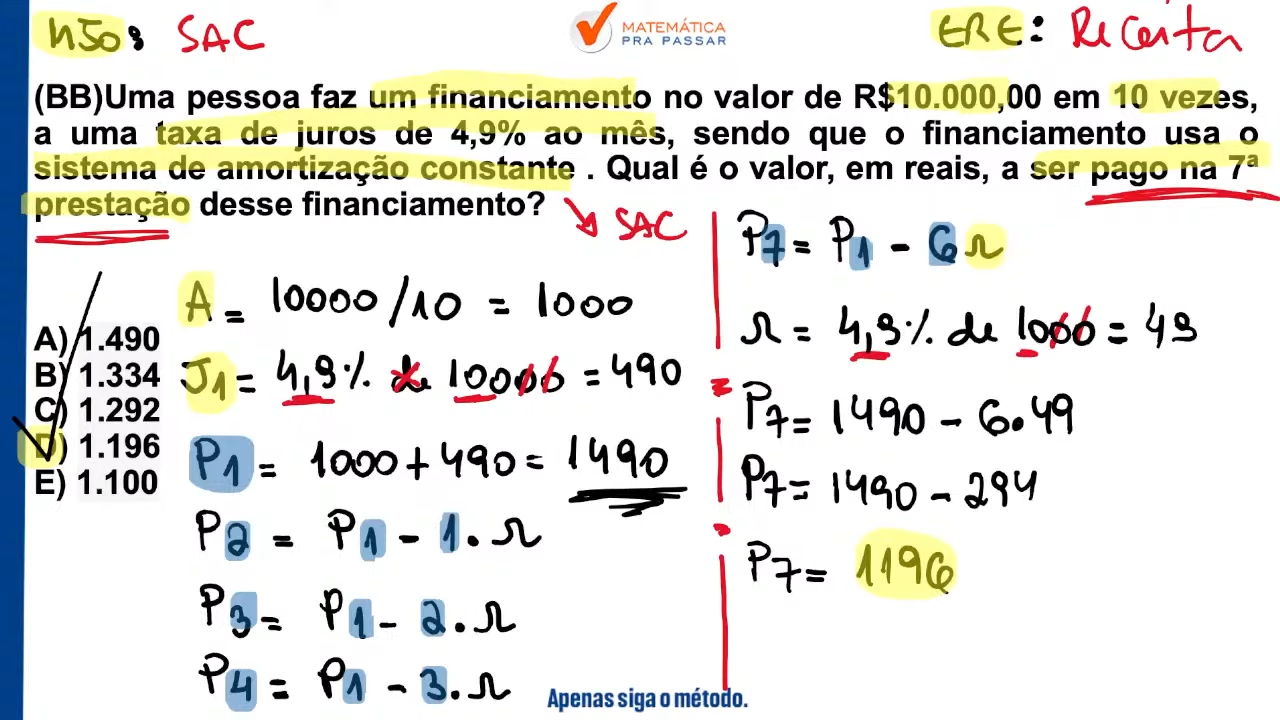 h50: SAC
MATEMÁTICA
PRA PASSAR
ERE: Receita
(BB)Uma pessoa faz um financiamento no valor de R$10.000,00 em 10 vezes,
a uma taxa de juros de 4,9% ao mês, sendo que o financiamento usa o
sistema de amortização constante . Qual é o valor, em reais, a ser pago na 7ª
prestação desse financiamento?
SAC
A) 1.490
B) 1.334
C) 1.292
D) 1.196
E) 1.100
A = 10000/10 = 1000
J1 = 4,9% de 10000 = 490
P1 = 1000 + 490 = 1490
P2 = P1 - 1. r
P3 = P1 - 2. r
P4 = P1 - 3. r
P7 = P1 - 6r
r = 4,9% de 1000 = 49
P7 = 1490 - 6.49
P7 = 1490 - 294
P7 = 1196
Apenas siga o método.